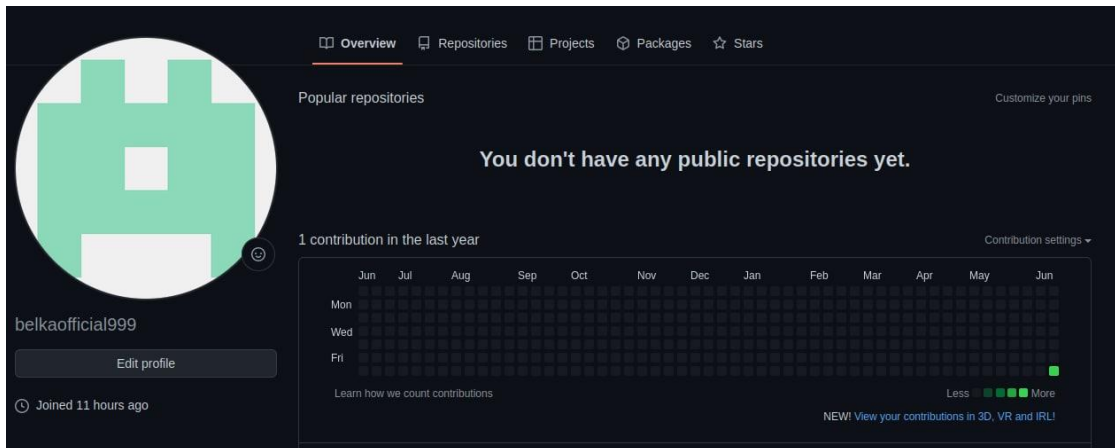 Overview Repositories Projects Packages Stars
Popular repositories Customize your pins
You don't have any public repositories yet.
1 contribution in the last year Contribution settings
Jun Jul Aug Sep Oct Nov Dec Jan Feb Mar Apr May Jun
Mon
Wed
Fri
Learn how we count contributions Less More
NEW! View your contributions in 3D, VR and IRL!
belkaofficial999
Edit profile
Joined 11 hours ago